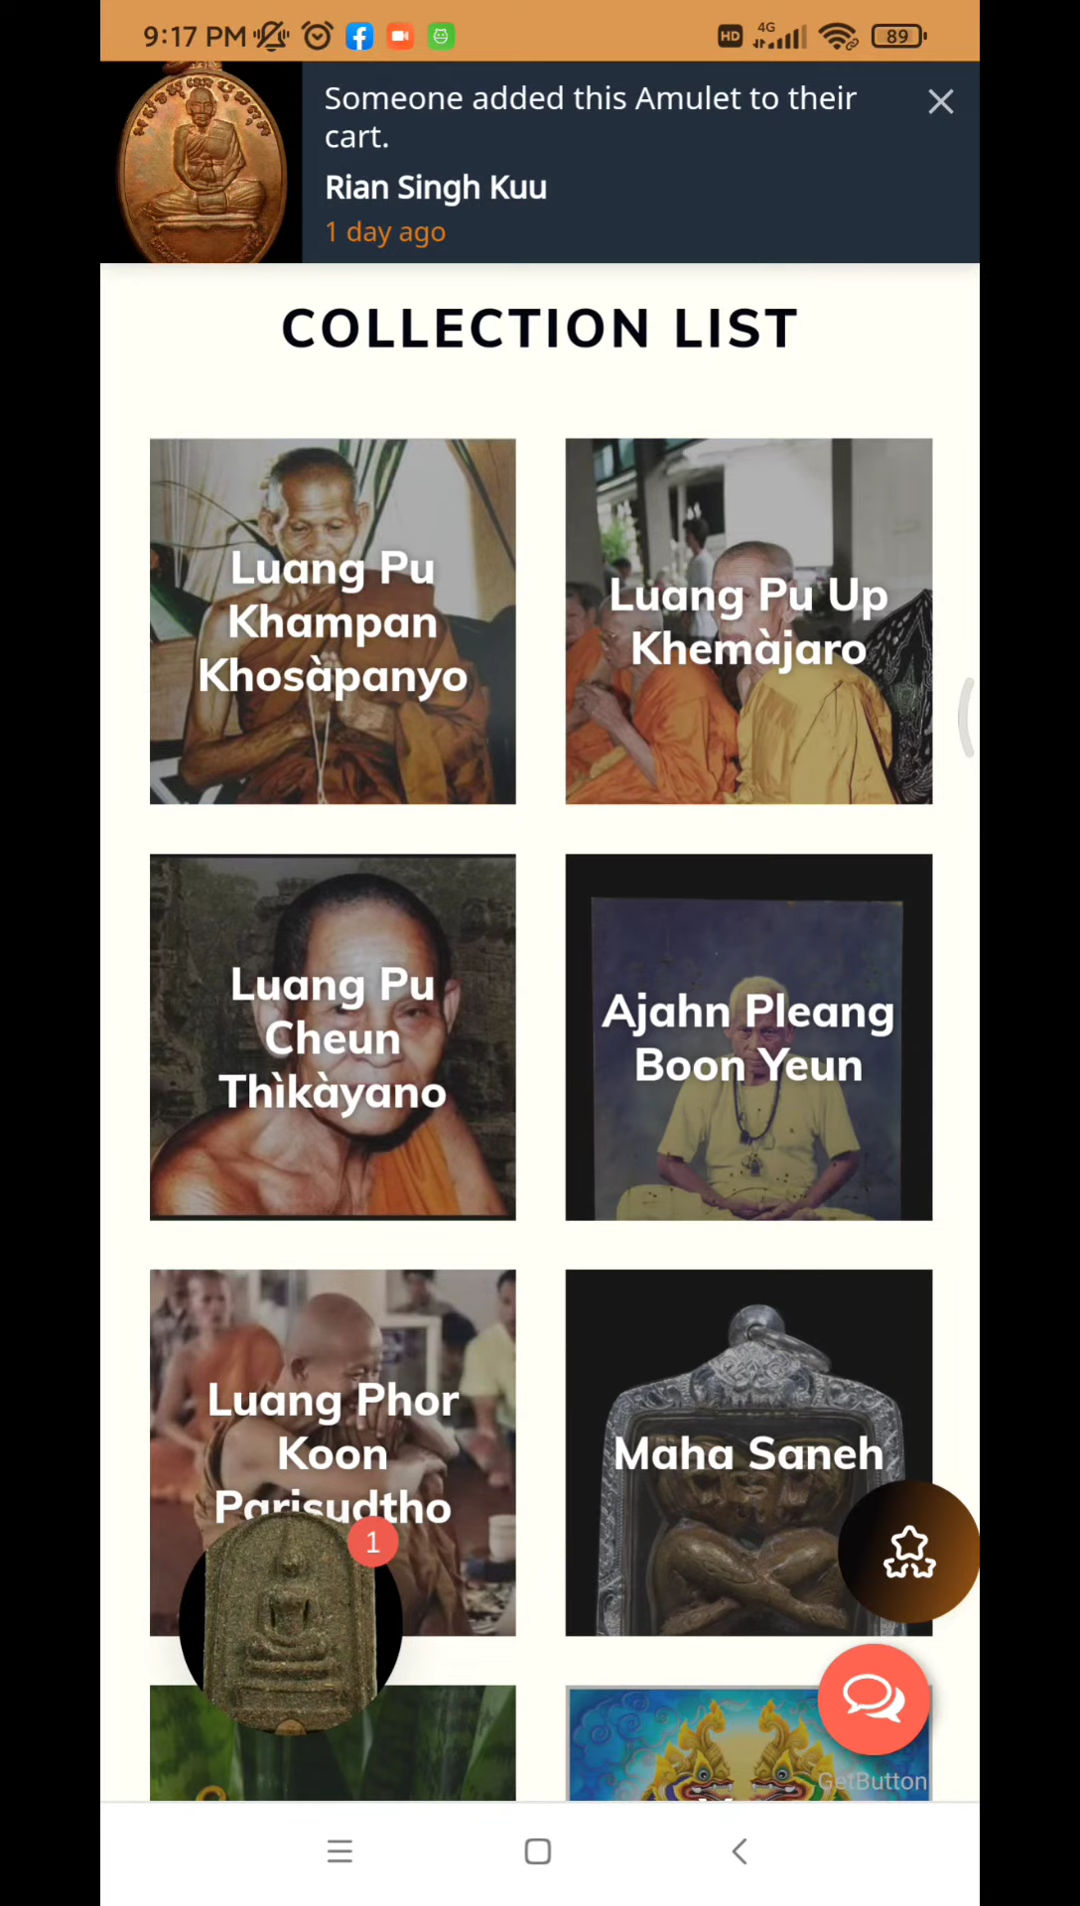 9:17 PM
HD 4G 89
Someone added this Amulet to their
cart.
Rian Singh Kuu
1 day ago
COLLECTION LIST
Luang Pu
Khampan
Khosàpanyo
Luang Pu Up
Khemàjaro
Luang Pu
Cheun
Thìkàyano
Ajahn Pleang
Boon Yeun
Luang Phor
Koon
Parisudtho
Maha Saneh
1
GetButton